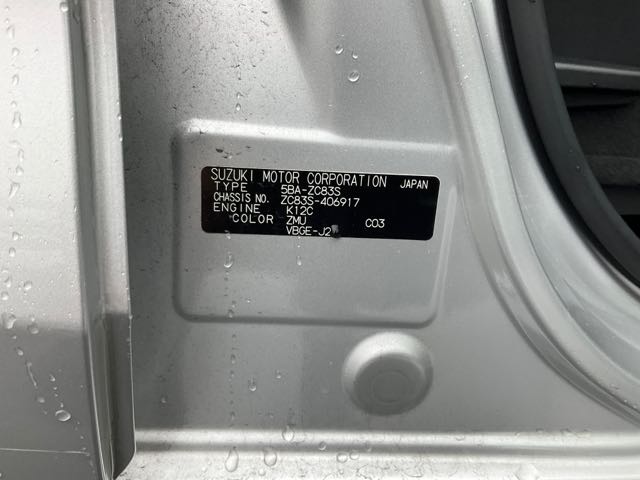 SUZUKI MOTOR CORPORATION JAPAN
TYPE 5BA-ZC83S
CHASSIS NO. ZC83S-406917
ENGINE K12C
COLOR ZMU C03
VBGE-J2